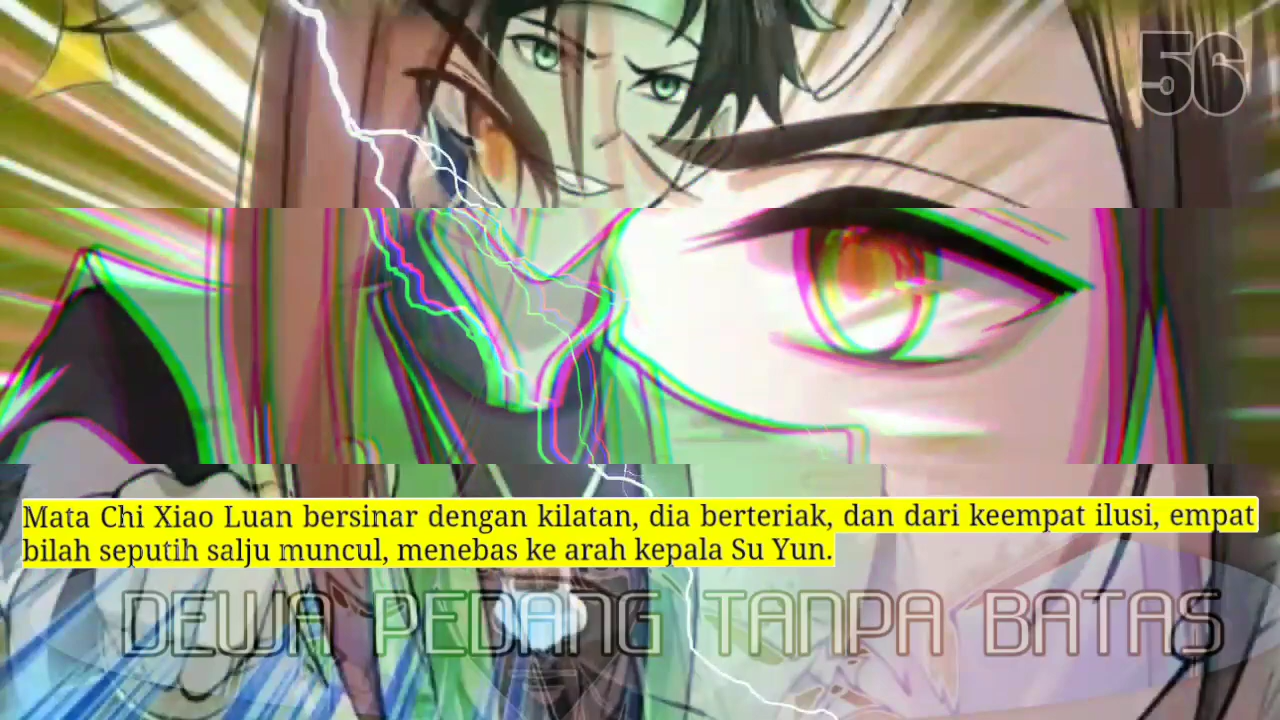 56
Mata Chi Xiao Luan bersinar dengan kilatan, dia berteriak, dan dari keempat ilusi, empat
bilah seputih salju muncul, menebas ke arah kepala Su Yun.
DEWA PEDANG TANPA BATAS